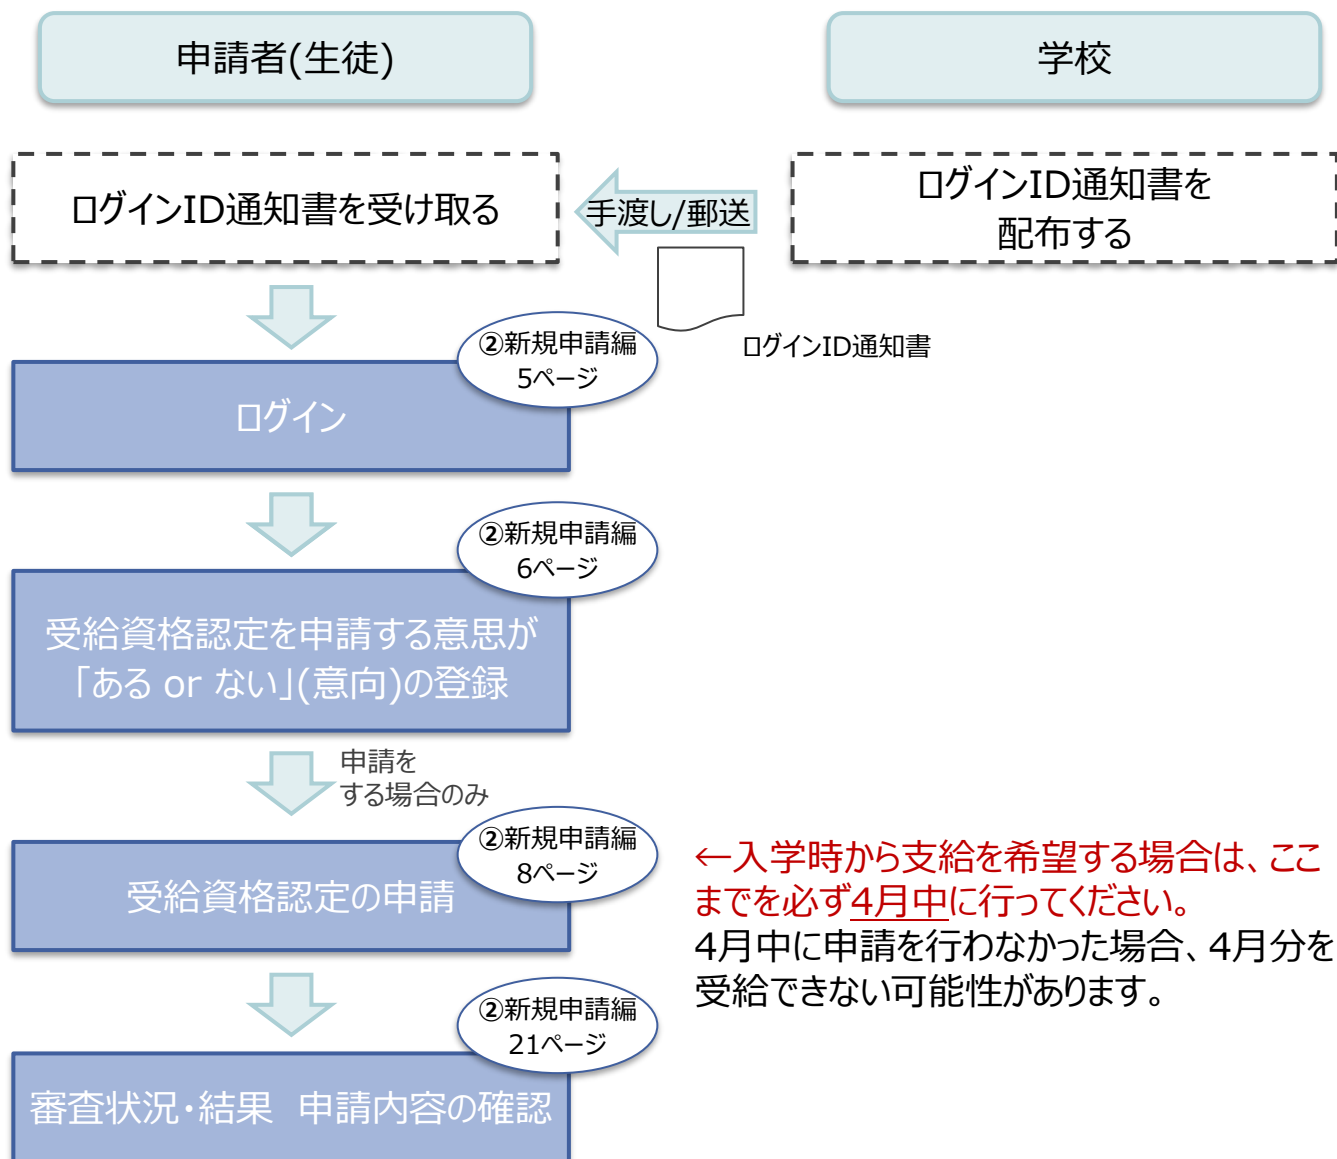 申請者(生徒)
学校
ログインID通知書を受け取る
手渡し/郵送
ログインID通知書を
配布する
ログインID通知書
②新規申請編
5ページ
ログイン
②新規申請編
6ページ
受給資格認定を申請する意思が
「ある or ない」(意向)の登録
申請を
する場合のみ
②新規申請編
8ページ
受給資格認定の申請
←入学時から支給を希望する場合は、ここ
までを必ず4月中に行ってください。
4月中に申請を行わなかった場合、4月分を
受給できない可能性があります。
②新規申請編
21ページ
審査状況・結果　申請内容の確認